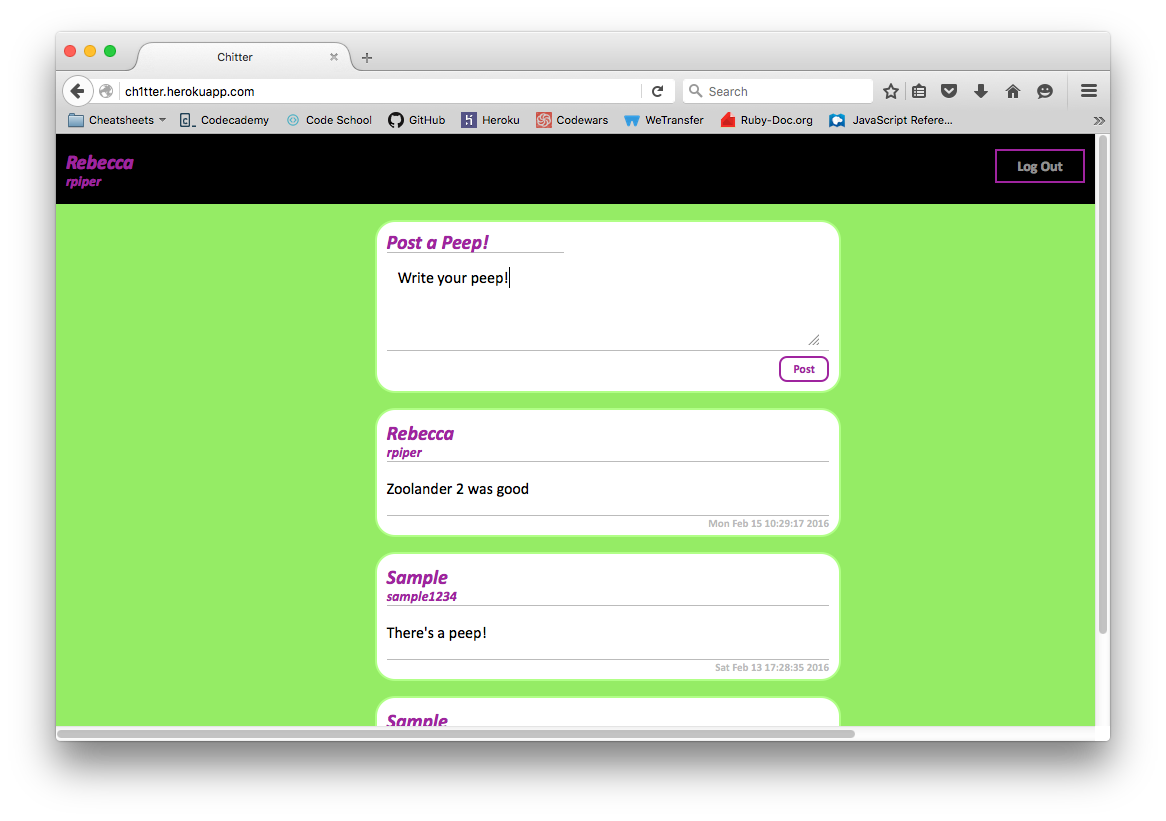 Chitter
ch1tter.herokuapp.com
Search
Cheatsheets
Codecademy
Code School
GitHub
Heroku
Codewars
WeTransfer
Ruby-Doc.org
JavaScript Refere...
Rebecca
rpiper
Log Out
Post a Peep!
Write your peep!
Post
Rebecca
rpiper
Zoolander 2 was good
Mon Feb 15 10:29:17 2016
Sample
sample1234
There's a peep!
Sat Feb 13 17:28:35 2016
Sample